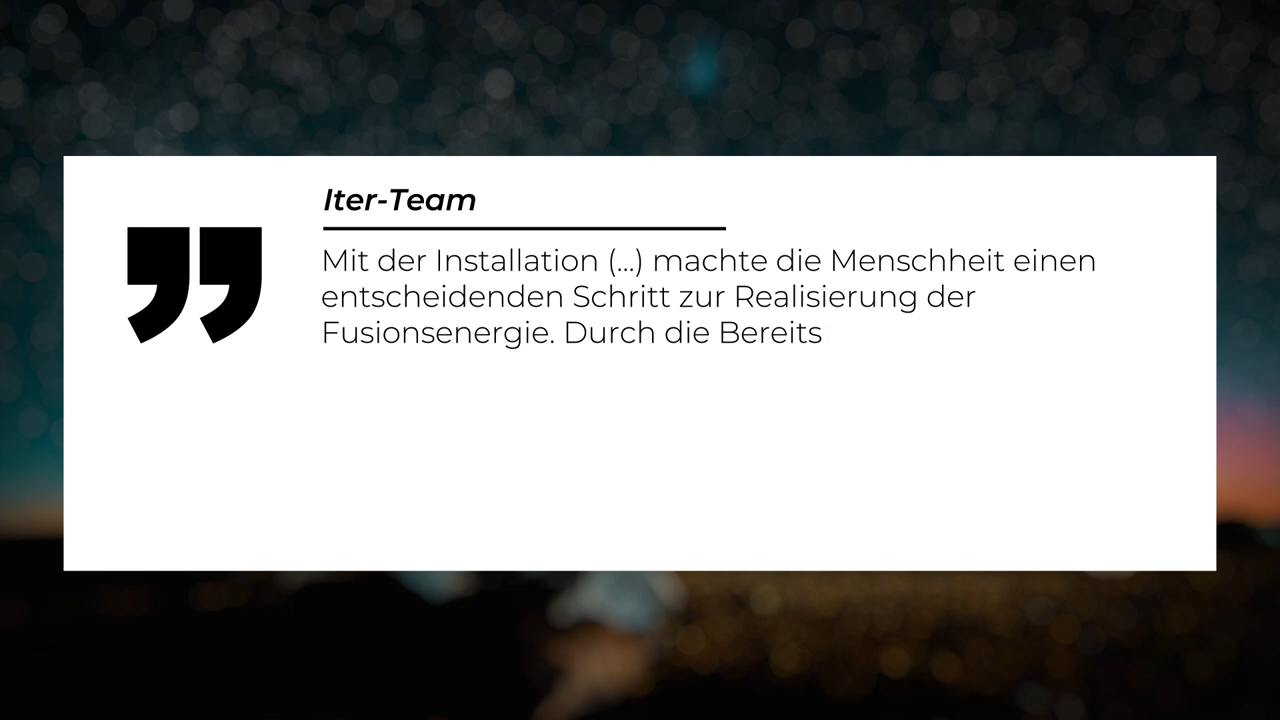 Iter-Team
Mit der Installation (...) machte die Menschheit einen
entscheidenden Schritt zur Realisierung der
Fusionsenergie. Durch die Bereits